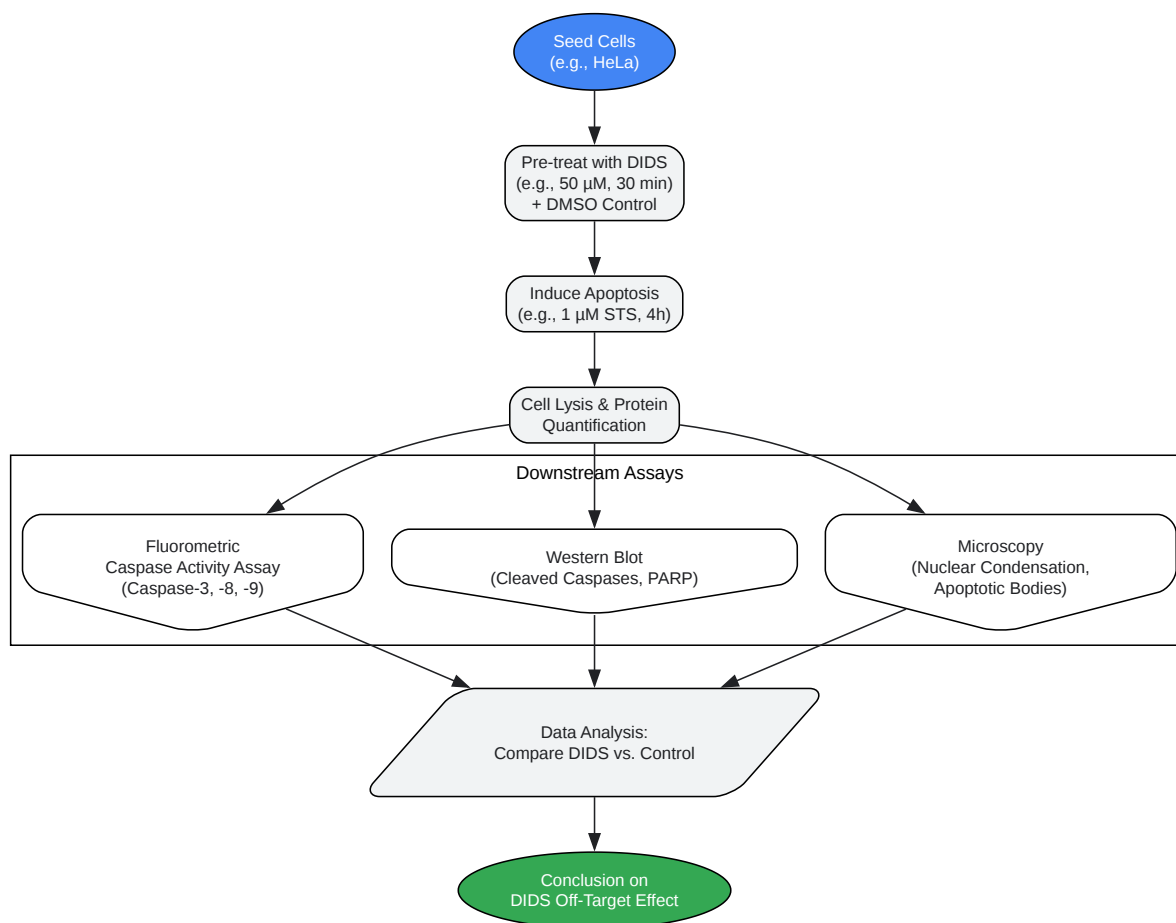 Seed Cells
(e.g., HeLa)
Pre-treat with DIDS
(e.g., 50 µM, 30 min)
+ DMSO Control
Induce Apoptosis
(e.g., 1 µM STS, 4h)
Cell Lysis & Protein
Quantification
Downstream Assays
Fluorometric
Caspase Activity Assay
(Caspase-3, -8, -9)
Western Blot
(Cleaved Caspases, PARP)
Microscopy
(Nuclear Condensation,
Apoptotic Bodies)
Data Analysis:
Compare DIDS vs. Control
Conclusion on
DIDS Off-Target Effect